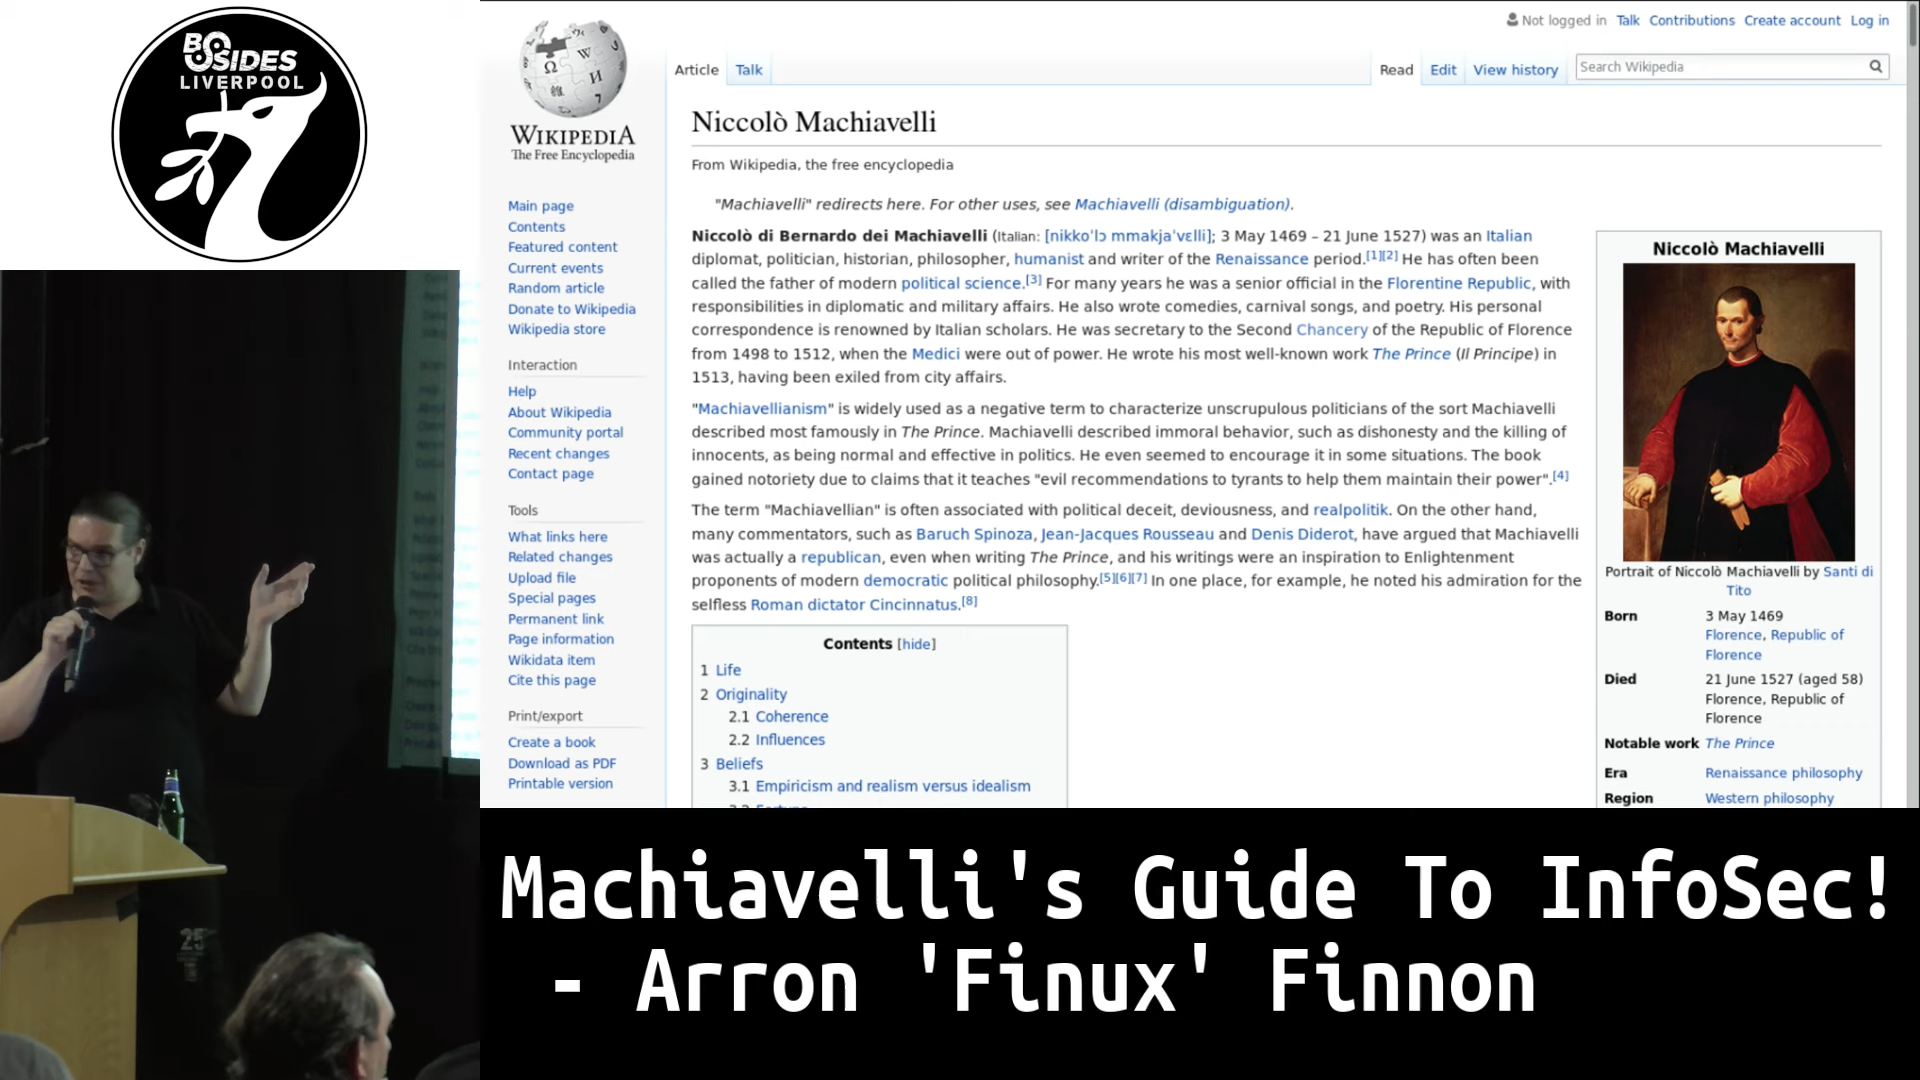 BSIDES
LIVERPOOL
WIKIPEDIA
The Free Encyclopedia
Main page
Contents
Featured content
Current events
Random article
Donate to Wikipedia
Wikipedia store
Interaction
Help
About Wikipedia
Community portal
Recent changes
Contact page
Tools
What links here
Related changes
Upload file
Special pages
Permanent link
Page information
Wikidata item
Cite this page
Print/export
Create a book
Download as PDF
Printable version
Not logged in Talk Contributions Create account Log in
Article Talk
Read Edit View history Search Wikipedia
Niccolò Machiavelli
From Wikipedia, the free encyclopedia
"Machiavelli" redirects here. For other uses, see Machiavelli (disambiguation).
Niccolò di Bernardo dei Machiavelli (Italian: [nikkoˈlɔ mmakjaˈvɛlli]; 3 May 1469 – 21 June 1527) was an Italian
diplomat, politician, historian, philosopher, humanist and writer of the Renaissance period.[1][2] He has often been
called the father of modern political science.[3] For many years he was a senior official in the Florentine Republic, with
responsibilities in diplomatic and military affairs. He also wrote comedies, carnival songs, and poetry. His personal
correspondence is renowned by Italian scholars. He was secretary to the Second Chancery of the Republic of Florence
from 1498 to 1512, when the Medici were out of power. He wrote his most well-known work The Prince (Il Principe) in
1513, having been exiled from city affairs.
"Machiavellianism" is widely used as a negative term to characterize unscrupulous politicians of the sort Machiavelli
described most famously in The Prince. Machiavelli described immoral behavior, such as dishonesty and the killing of
innocents, as being normal and effective in politics. He even seemed to encourage it in some situations. The book
gained notoriety due to claims that it teaches "evil recommendations to tyrants to help them maintain their power".[4]
The term "Machiavellian" is often associated with political deceit, deviousness, and realpolitik. On the other hand,
many commentators, such as Baruch Spinoza, Jean-Jacques Rousseau and Denis Diderot, have argued that Machiavelli
was actually a republican, even when writing The Prince, and his writings were an inspiration to Enlightenment
proponents of modern democratic political philosophy.[5][6][7] In one place, for example, he noted his admiration for the
selfless Roman dictator Cincinnatus.[8]
Contents [hide]
1 Life
2 Originality
2.1 Coherence
2.2 Influences
3 Beliefs
3.1 Empiricism and realism versus idealism
Niccolò Machiavelli
Portrait of Niccolò Machiavelli by Santi di
Tito
Born 3 May 1469
Florence, Republic of
Florence
Died 21 June 1527 (aged 58)
Florence, Republic of
Florence
Notable work The Prince
Era Renaissance philosophy
Region Western philosophy
25
Machiavelli's Guide To InfoSec!
- Arron 'Finux' Finnon